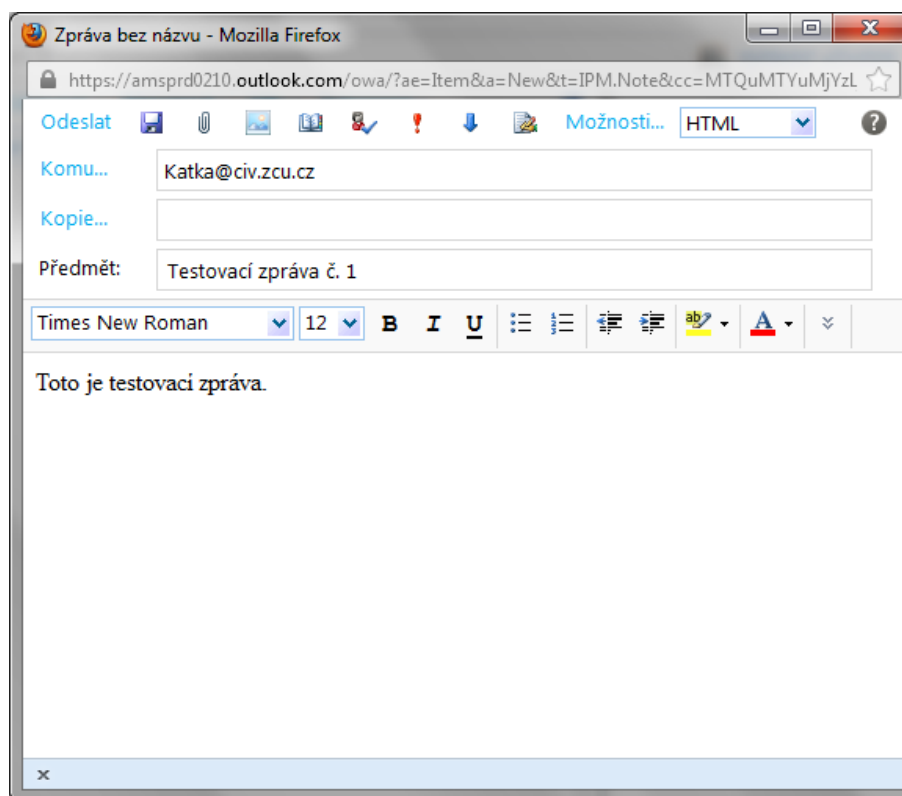 Zpráva bez názvu - Mozilla Firefox
https://amsprd0210.outlook.com/owa/?ae=Item&a=New&t=IPM.Note&cc=MTQuMTYuMjYzL
Odeslat Možnosti... HTML
Komu... Katka@civ.zcu.cz
Kopie...
Předmět: Testovací zpráva č. 1
Times New Roman 12 B I U ab A
Toto je testovací zpráva.